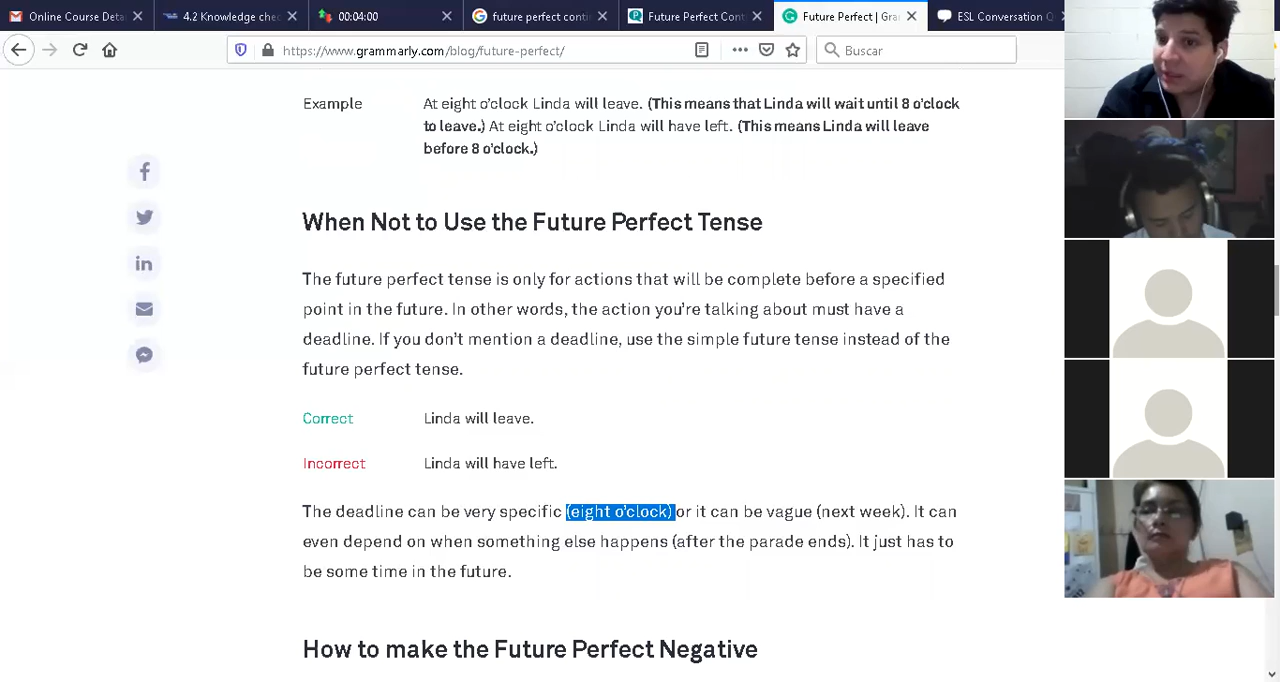 Online Course Deta
4.2 Knowledge che
00:04:00
future perfect conti
Future Perfect Con
Future Perfect | Gra
ESL Conversation Q
https://www.grammarly.com/blog/future-perfect/
Buscar
Example
At eight o'clock Linda will leave. (This means that Linda will wait until 8 o'clock
to leave.) At eight o'clock Linda will have left. (This means Linda will leave
before 8 o'clock.)
When Not to Use the Future Perfect Tense
The future perfect tense is only for actions that will be complete before a specified
point in the future. In other words, the action you're talking about must have a
deadline. If you don't mention a deadline, use the simple future tense instead of the
future perfect tense.
Correct Linda will leave.
Incorrect Linda will have left.
The deadline can be very specific (eight o'clock) or it can be vague (next week). It can
even depend on when something else happens (after the parade ends). It just has to
be some time in the future.
How to make the Future Perfect Negative